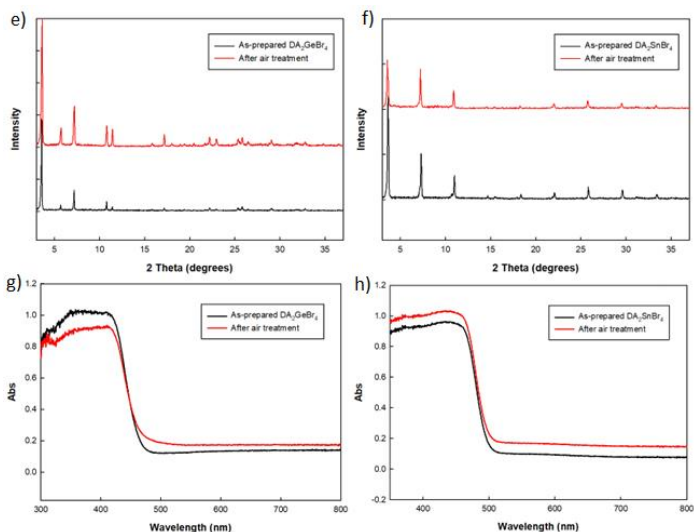 e)
As-prepared DA₂GeBr₄
After air treatment
Intensity
5 10 15 20 25 30 35
2 Theta (degrees)
f)
As-prepared DA₂SnBr₄
After air treatment
Intensity
5 10 15 20 25 30 35
2 Theta (degrees)
g)
1.2
1.0
0.8
0.6
0.4
0.2
0.0
As-prepared DA₂GeBr₄
After air treatment
Abs
300 400 500 600 700 800
Wavelength (nm)
h)
1.2
1.0
0.8
0.6
0.4
0.2
0.0
-0.2
As-prepared DA₂SnBr₄
After air treatment
Abs
400 500 600 700 800
Wavelength (nm)